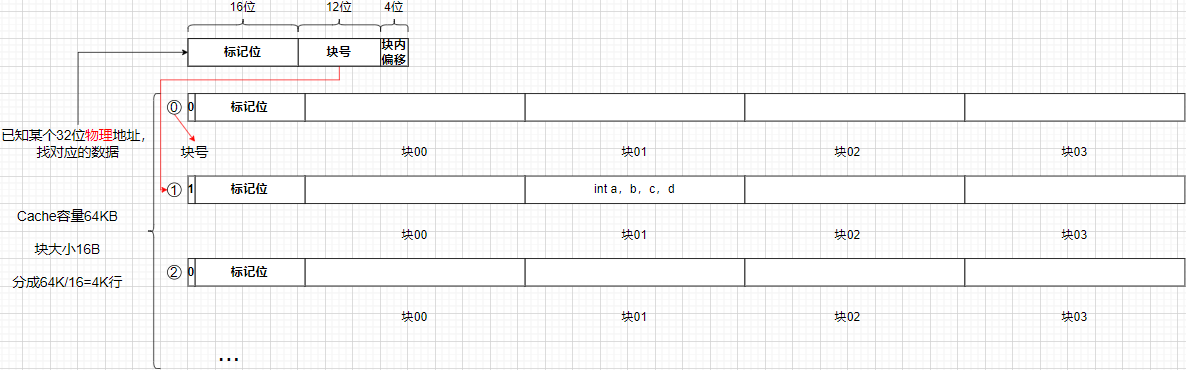 16位
12位
4位
标记位
块号
块内
偏移
⓪
0
标记位
已知某个32位物理地址,
找对应的数据
块号
块00
块01
块02
块03
①
1
标记位
int a，b，c，d
Cache容量64KB
块00
块01
块02
块03
块大小16B
②
0
标记位
分成64K/16=4K行
块00
块01
块02
块03
...